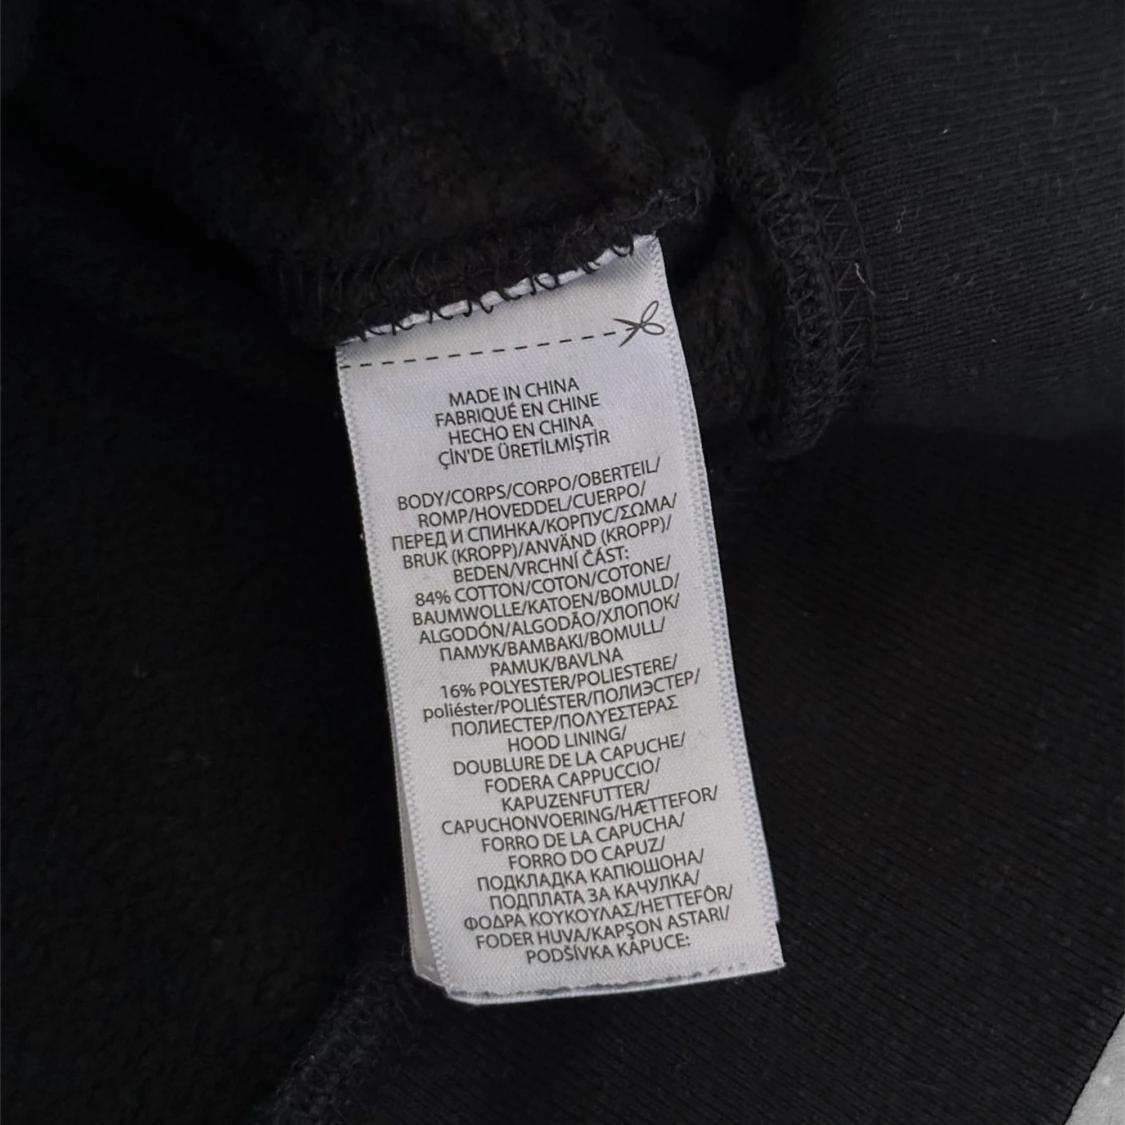 MADE IN CHINA
FABRIQUÉ EN CHINE
HECHO EN CHINA
ÇİN'DE ÜRETİLMİŞTİR
BODY/CORPS/CORPO/OBERTEIL/
ROMP/HOVEDDEL/CUERPO/
ПЕРЕД И СПИНКА/КОРПУС/ΣΩΜΑ/
BRUK (KROPP)/ANVÄND (KROPP)/
BEDEN/VRCHNÍ ČÁST:
84% COTTON/COTON/COTONE/
BAUMWOLLE/KATOEN/BOMULD/
ALGODÓN/ALGODÃO/ХЛОПОК/
ПАМУК/ΒΑΜΒΑΚΙ/BOMULL/
PAMUK/BAVLNA
16% POLYESTER/POLIESTERE/
poliéster/POLIÉSTER/ПОЛИЭСТЕР/
ПОЛИЕСТЕР/ΠΟΛΥΕΣΤΕΡΑΣ
HOOD LINING/
DOUBLURE DE LA CAPUCHE/
FODERA CAPPUCCIO/
KAPUZENFUTTER/
CAPUCHONVOERING/HÆTTEFOR/
FORRO DE LA CAPUCHA/
FORRO DO CAPUZ/
ПОДКЛАДКА КАПЮШОНА/
ПОДПЛАТА ЗА КАЧУЛКА/
ΦΟΔΡΑ ΚΟΥΚΟΥΛΑΣ/HETTEFÔR/
FODER HUVA/KAPŞON ASTARI/
PODŠÍVKA KAPUCE: